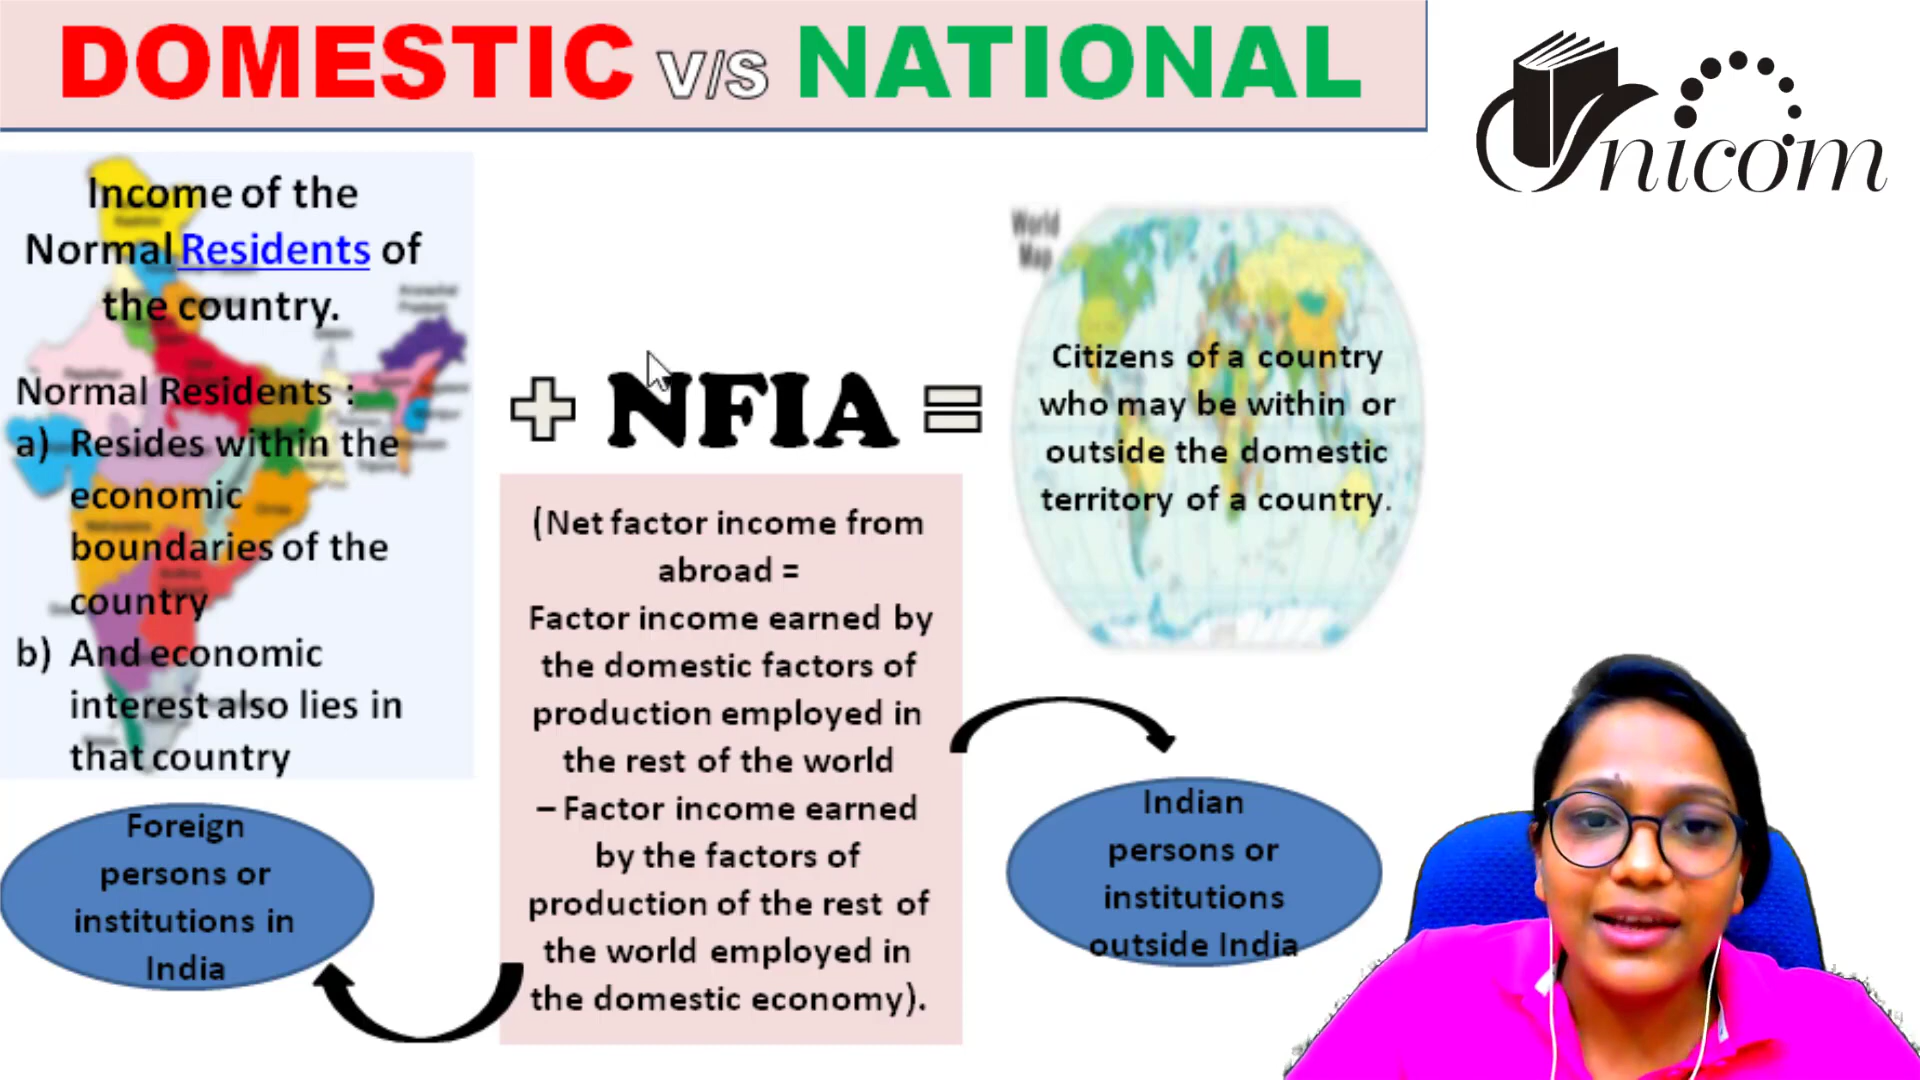 DOMESTIC V/S NATIONAL
Unicom
Income of the
Normal Residents of
the country.
Normal Residents :
a) Resides within the
economic
boundaries of the
country
b) And economic
interest also lies in
that country
+ NFIA =
(Net factor income from
abroad =
Factor income earned by
the domestic factors of
production employed in
the rest of the world
– Factor income earned
by the factors of
production of the rest of
the world employed in
the domestic economy).
World
Map
Citizens of a country
who may be within or
outside the domestic
territory of a country.
Foreign
persons or
institutions in
India
Indian
persons or
institutions
outside India